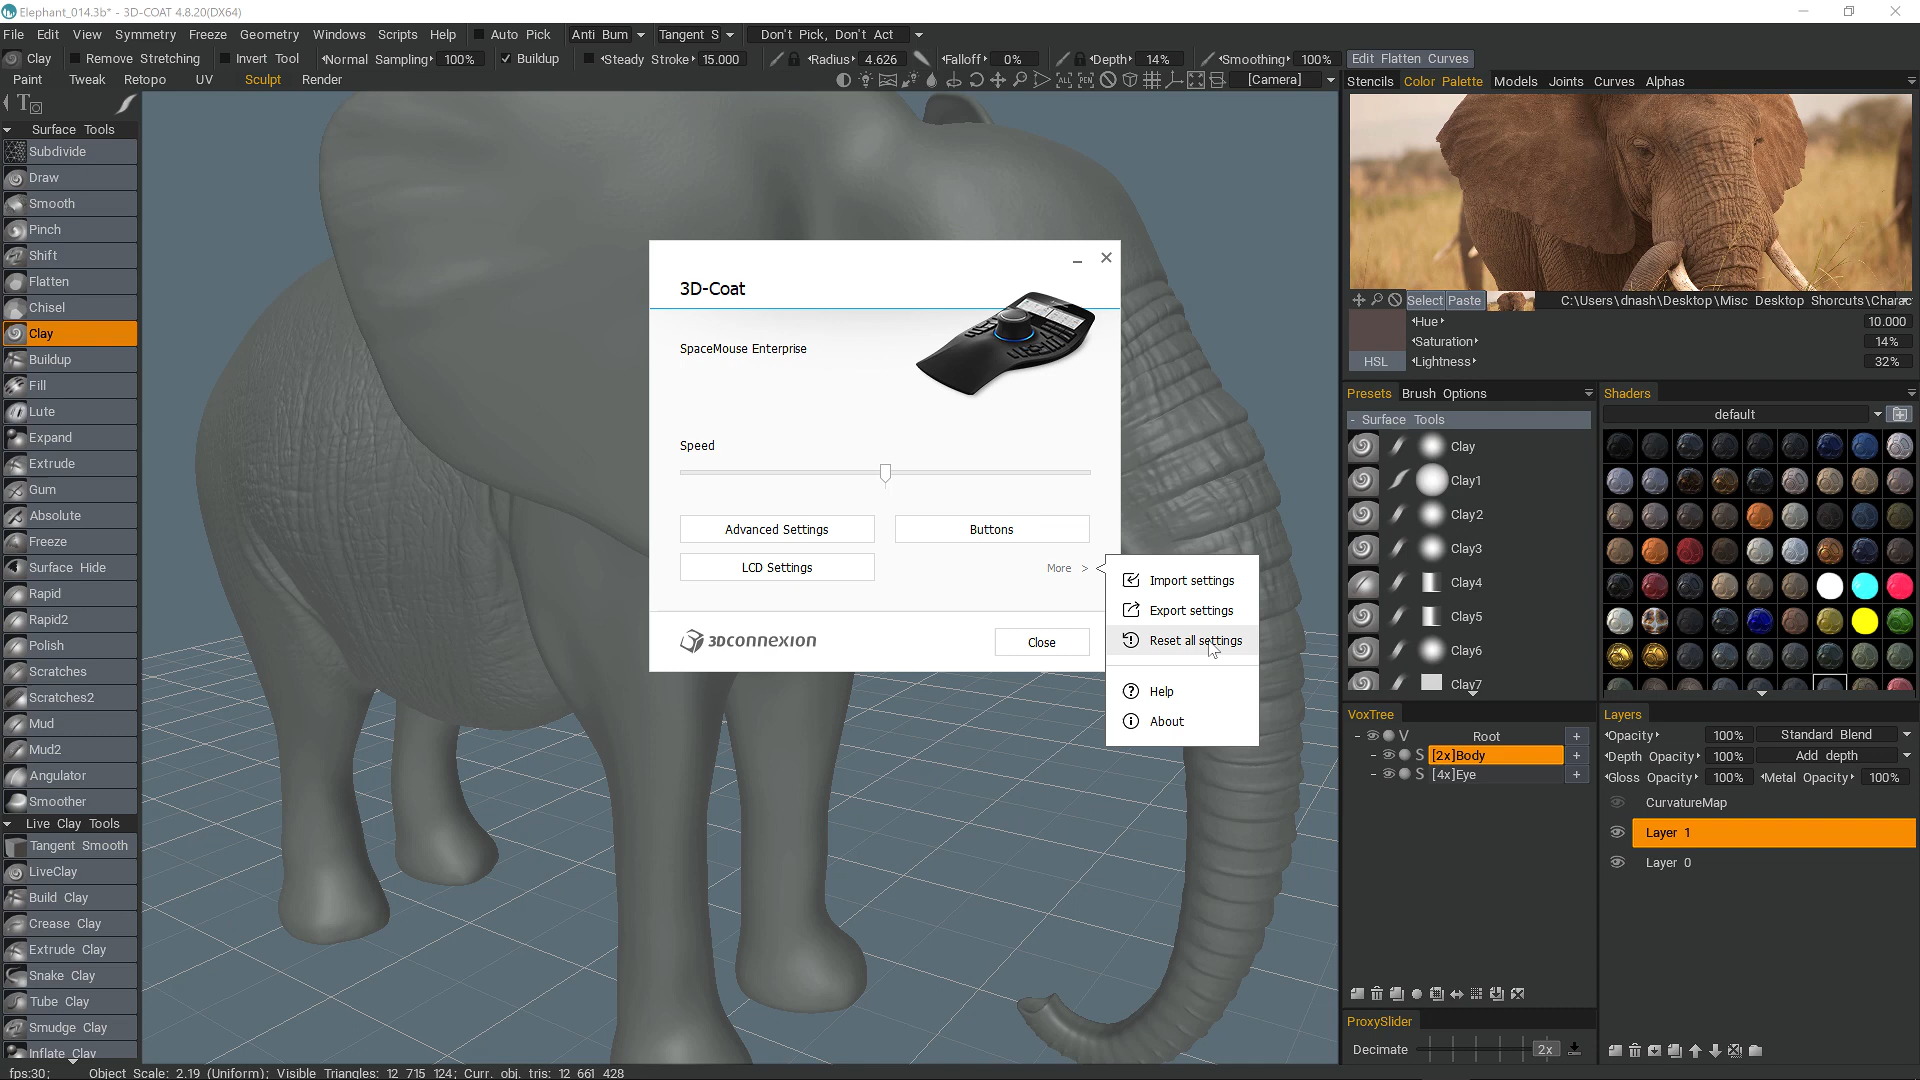 Elephant_014.3b* - 3D-COAT 4.8.20(DX64)
File Edit View Symmetry Freeze Geometry Windows Scripts Help Auto Pick Anti Bum Tangent S Don't Pick, Don't Act
Clay Remove Stretching Invert Tool Normal Sampling 100% Buildup Steady Stroke 15.000 Radius 4.626 Falloff 0% Depth 14% Smoothing 100% Edit Flatten Curves
Paint Tweak Retopo UV Sculpt Render [Camera]
Stencils Color Palette Models Joints Curves Alphas
Surface Tools
Subdivide
Draw
Smooth
Pinch
Shift
Flatten
Chisel
Clay
Buildup
Fill
Lute
Expand
Extrude
Gum
Absolute
Freeze
Surface Hide
Rapid
Rapid2
Polish
Scratches
Scratches2
Mud
Mud2
Angulator
Smoother
Live Clay Tools
Tangent Smooth
LiveClay
Build Clay
Crease Clay
Extrude Clay
Snake Clay
Tube Clay
Smudge Clay
Inflate Clay
3D-Coat
SpaceMouse Enterprise
Speed
Advanced Settings
Buttons
LCD Settings
More >
3Dconnexion
Close
Import settings
Export settings
Reset all settings
Help
About
Select Paste C:\Users\dnash\Desktop\Misc Desktop Shorcuts\Charac
Hue 10.000
Saturation 14%
HSL Lightness 32%
Presets Brush Options
- Surface Tools
Clay
Clay1
Clay2
Clay3
Clay4
Clay5
Clay6
Clay7
Shaders
default
VoxTree
- V Root +
- S [2x]Body +
- S [4x]Eye +
Layers
Opacity 100% Standard Blend
Depth Opacity 100% Add depth
Gloss Opacity 100% Metal Opacity 100%
CurvatureMap
Layer 1
Layer 0
ProxySlider
Decimate 2x
fps:30; Object Scale: 2.19 (Uniform); Visible Triangles: 12 715 124; Curr. obj. tris: 12 661 428